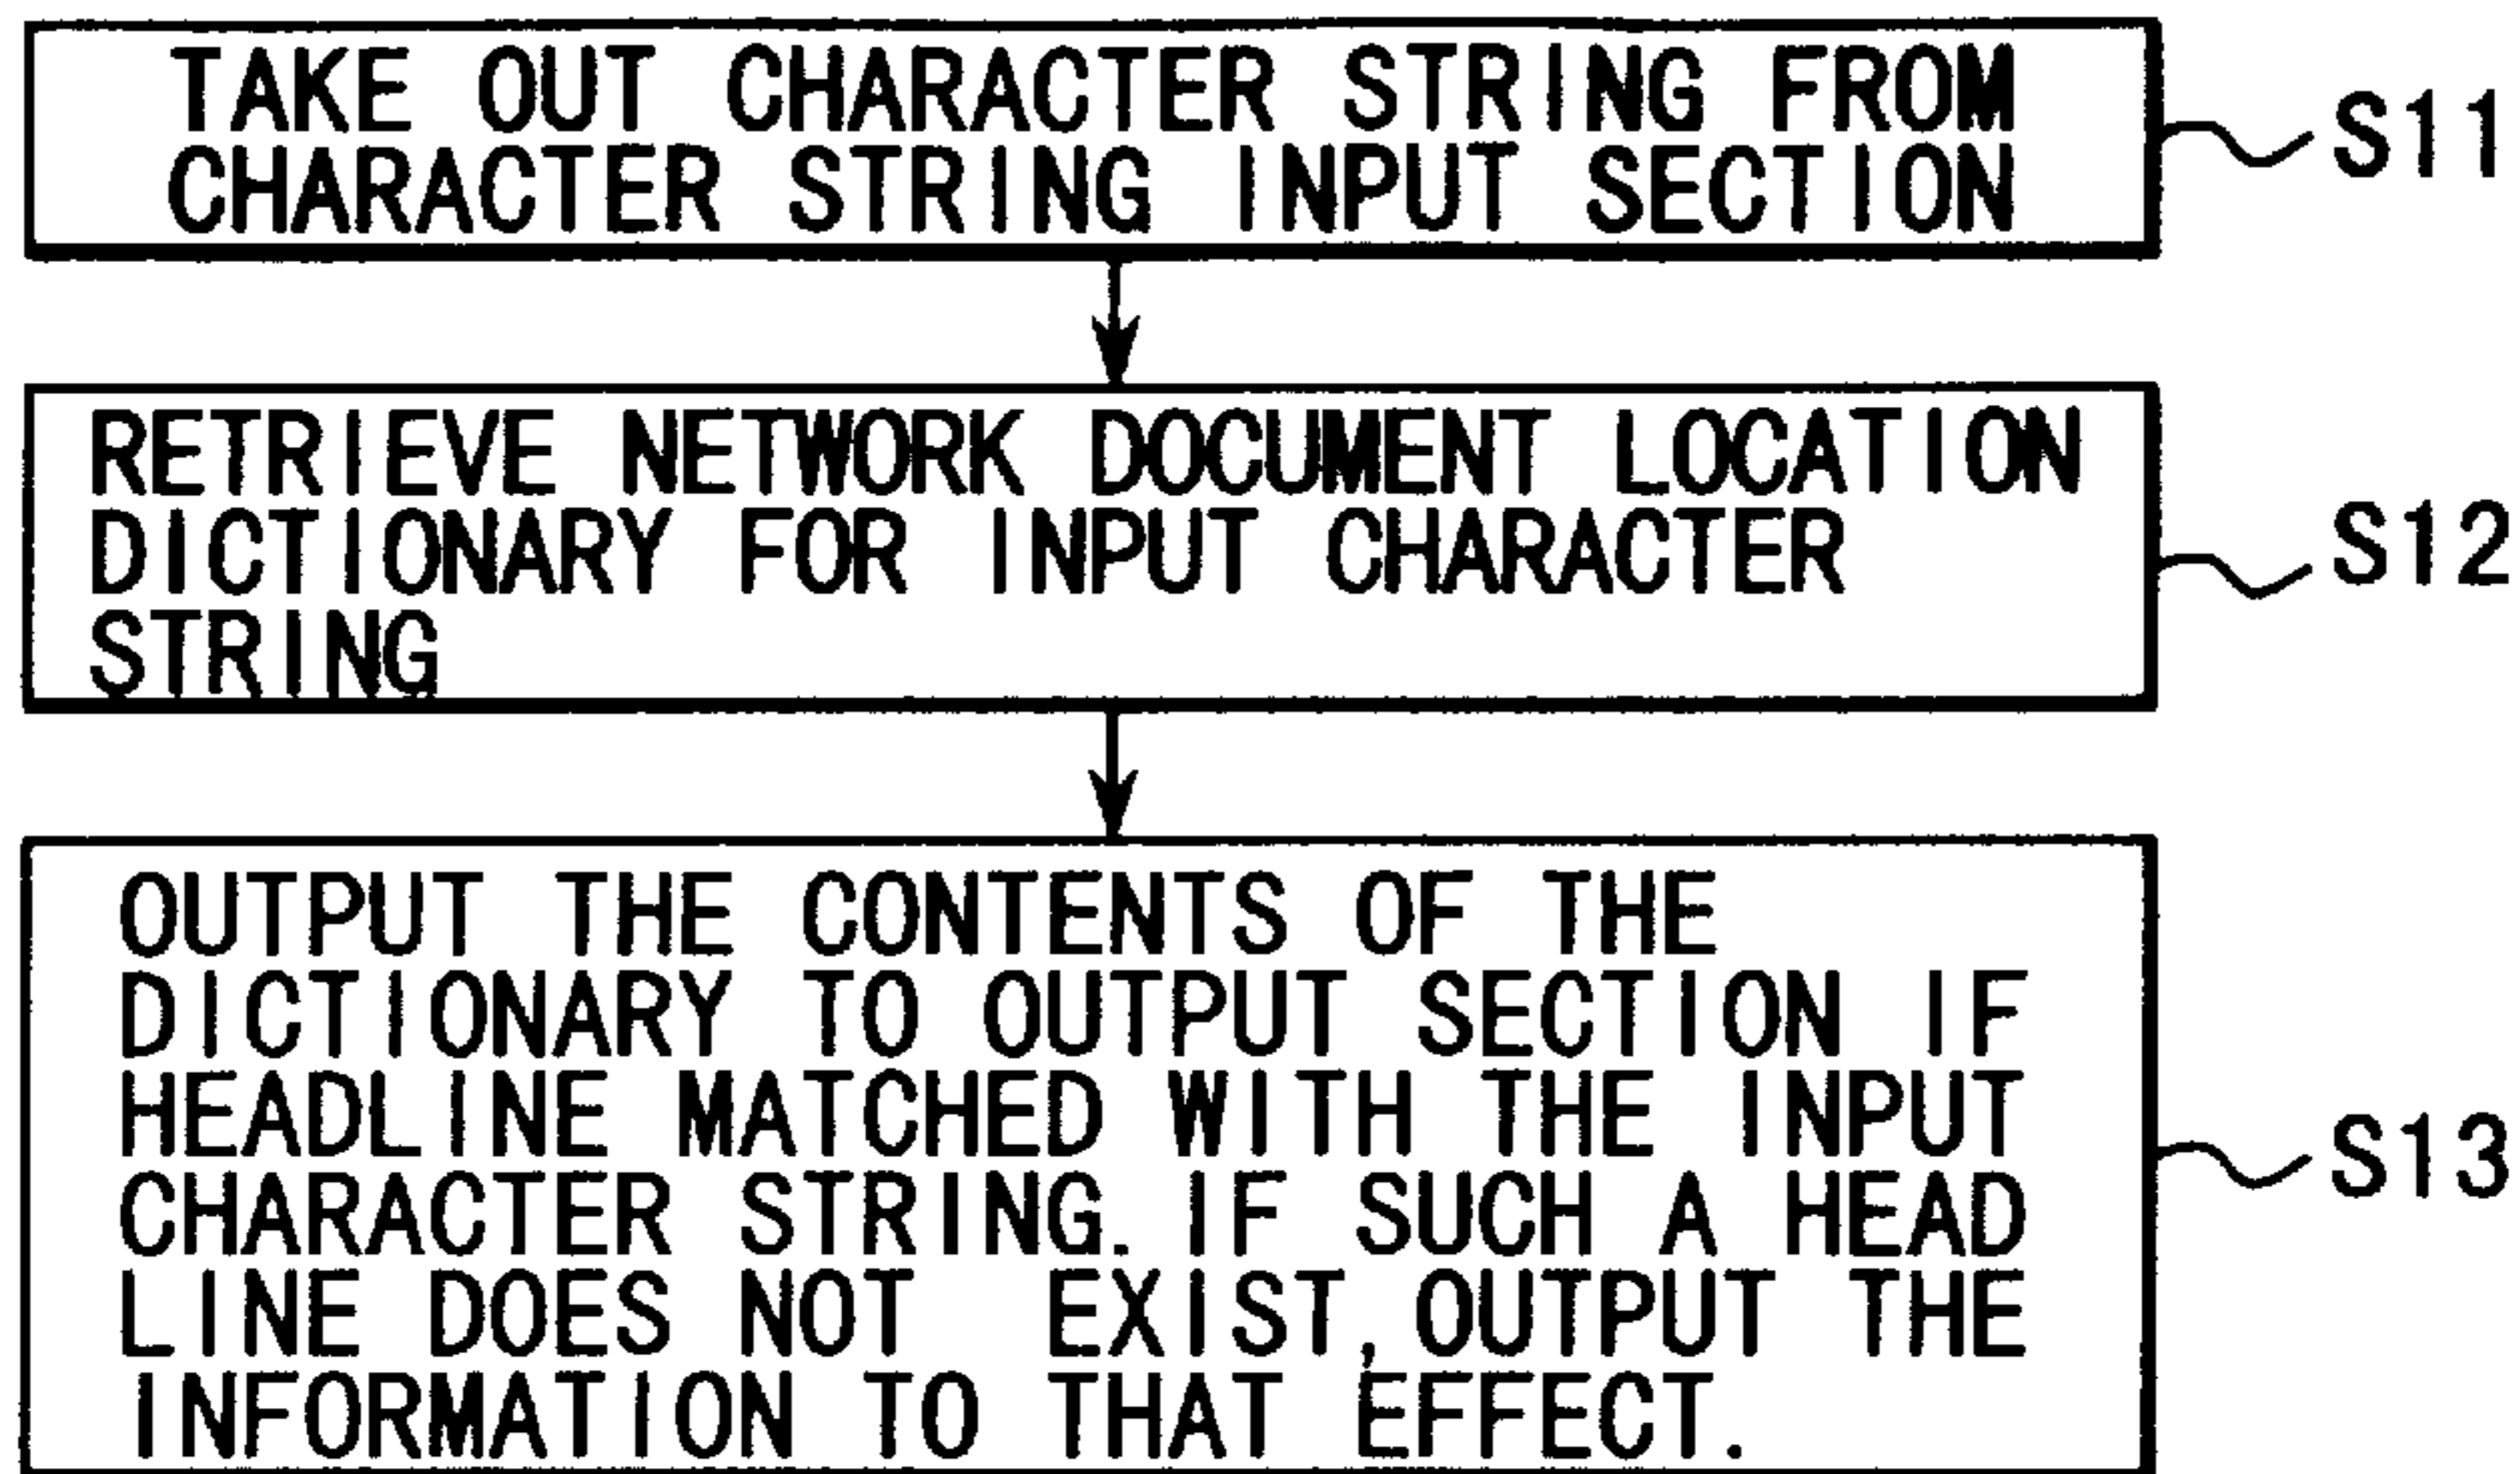 TAKE OUT CHARACTER STRING FROM
CHARACTER STRING INPUT SECTION
S11
RETRIEVE NETWORK DOCUMENT LOCATION
DICTIONARY FOR INPUT CHARACTER
STRING
S12
OUTPUT THE CONTENTS OF THE
DICTIONARY TO OUTPUT SECTION IF
HEADLINE MATCHED WITH THE INPUT
CHARACTER STRING. IF SUCH A HEAD
LINE DOES NOT EXIST, OUTPUT THE
INFORMATION TO THAT EFFECT.
S13